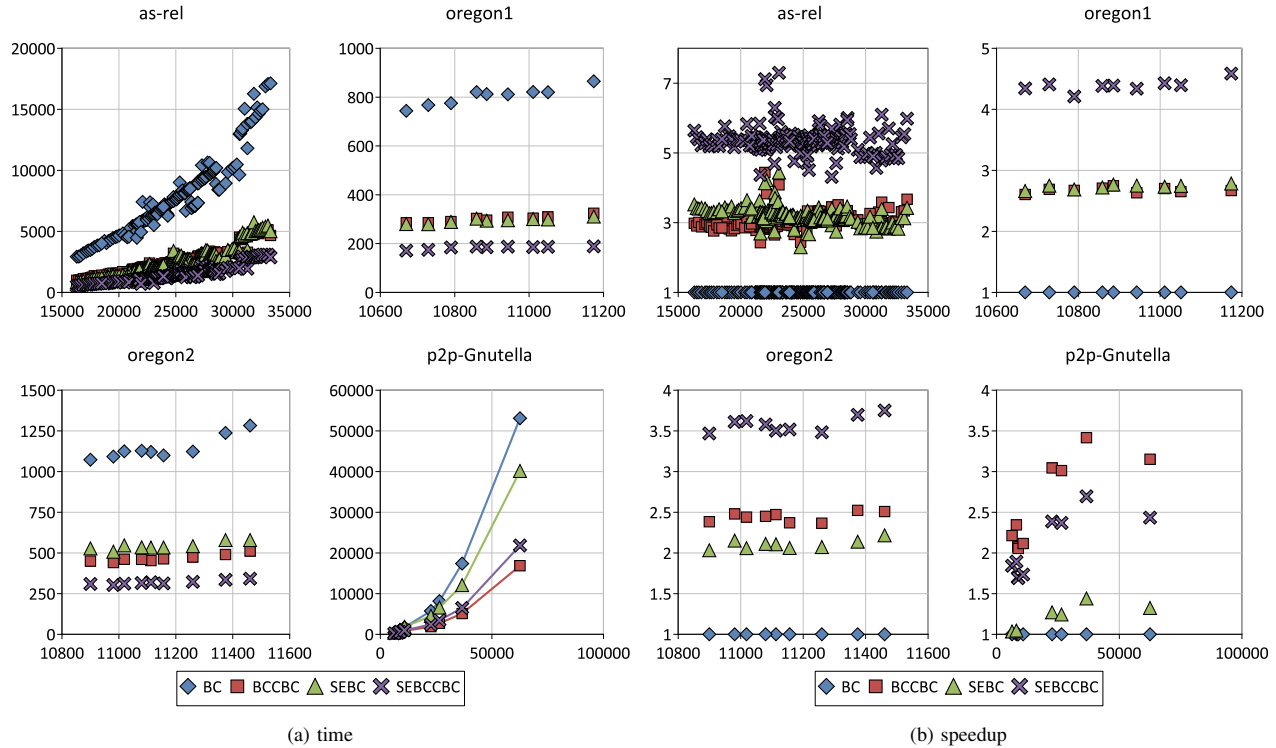 as-rel
20000
15000
10000
5000
0
15000 20000 25000 30000 35000
oregon1
1000
800
600
400
200
0
10600 10800 11000 11200
oregon2
1500
1250
1000
750
500
250
0
10800 11000 11200 11400 11600
p2p-Gnutella
60000
50000
40000
30000
20000
10000
0
0 50000 100000
BC BCCBC SEBC SEBCCBC
(a) time
as-rel
7
5
3
1
15000 20000 25000 30000 35000
oregon1
5
4
3
2
1
10600 10800 11000 11200
oregon2
4
3.5
3
2.5
2
1.5
1
10800 11000 11200 11400 11600
p2p-Gnutella
4
3.5
3
2.5
2
1.5
1
0 50000 100000
BC BCCBC SEBC SEBCCBC
(b) speedup